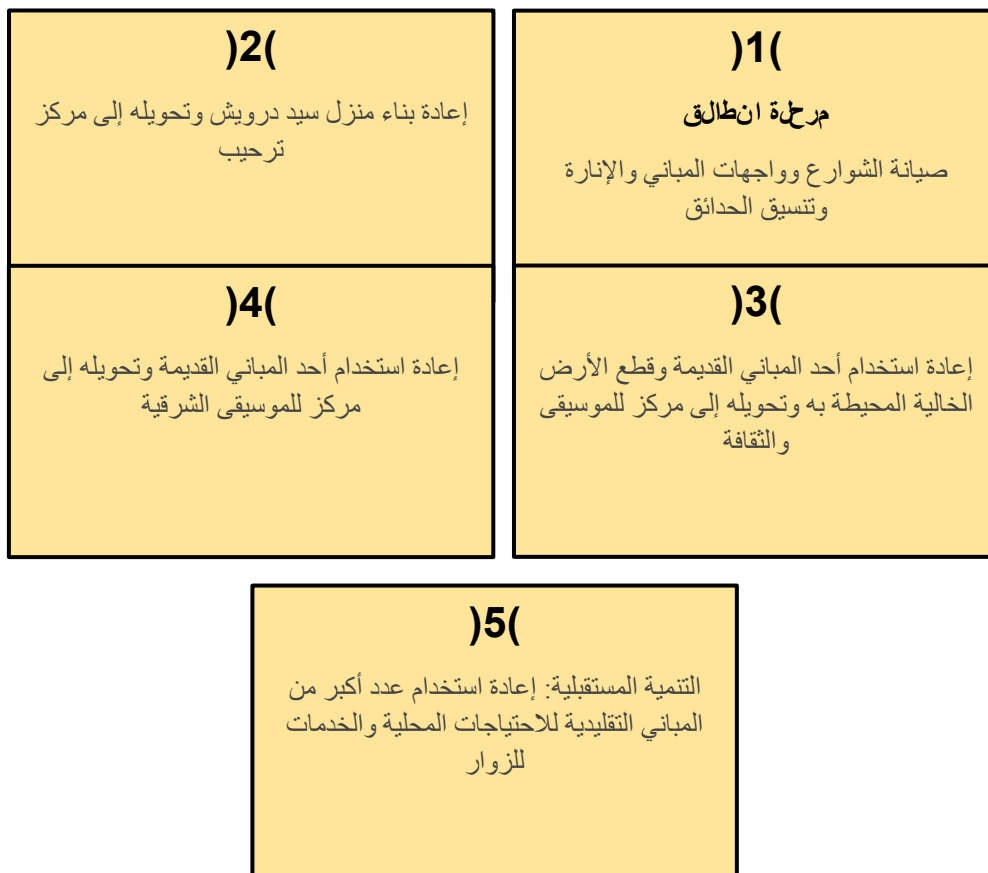 )1(
مرحلة انطالق
صيانة الشوارع وواجهات المباني والإنارة
وتنسيق الحدائق
)2(
إعادة بناء منزل سيد درويش وتحويله إلى مركز
ترحيب
)3(
إعادة استخدام أحد المباني القديمة وقطع الأرض
الخالية المحيطة به وتحويله إلى مركز للموسيقى
والثقافة
)4(
إعادة استخدام أحد المباني القديمة وتحويله إلى
مركز للموسيقى الشرقية
)5(
التنمية المستقبلية: إعادة استخدام عدد أكبر من
المباني التقليدية للاحتياجات المحلية والخدمات
للزوار